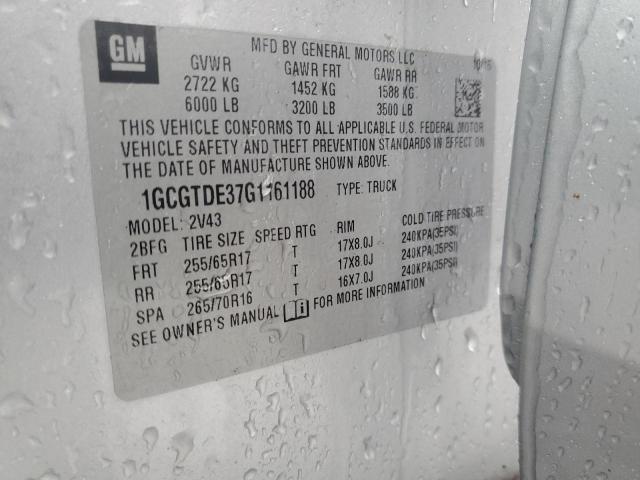 GM
MFD BY GENERAL MOTORS LLC
10/15
GVWR GAWR FRT GAWR RR
2722 KG 1452 KG 1588 KG
6000 LB 3200 LB 3500 LB
THIS VEHICLE CONFORMS TO ALL APPLICABLE U.S. FEDERAL MOTOR
VEHICLE SAFETY AND THEFT PREVENTION STANDARDS IN EFFECT ON
THE DATE OF MANUFACTURE SHOWN ABOVE.
1GCGTDE37G1161188 TYPE: TRUCK
MODEL: 2V43
2BFG TIRE SIZE SPEED RTG RIM COLD TIRE PRESSURE
FRT 255/65R17 T 17X8.0J 240KPA(35PSI)
RR 255/65R17 T 17X8.0J 240KPA(35PSI)
SPA 265/70R16 T 16X7.0J 240KPA(35PSI)
SEE OWNER'S MANUAL FOR MORE INFORMATION